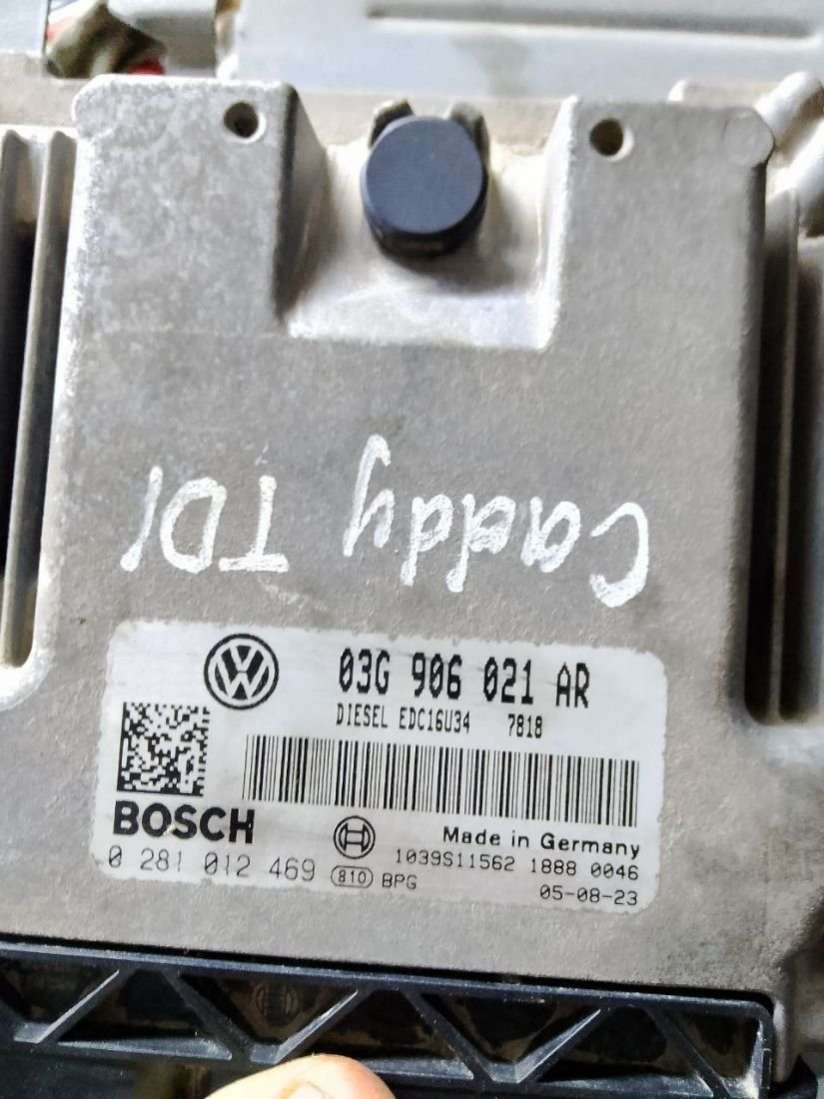 Caddy TDI
03G 906 021 AR
DIESEL EDC16U34 7818
BOSCH
Made in Germany
0 281 012 469
810 BPG
1039S11562 1888 0046
05-08-23